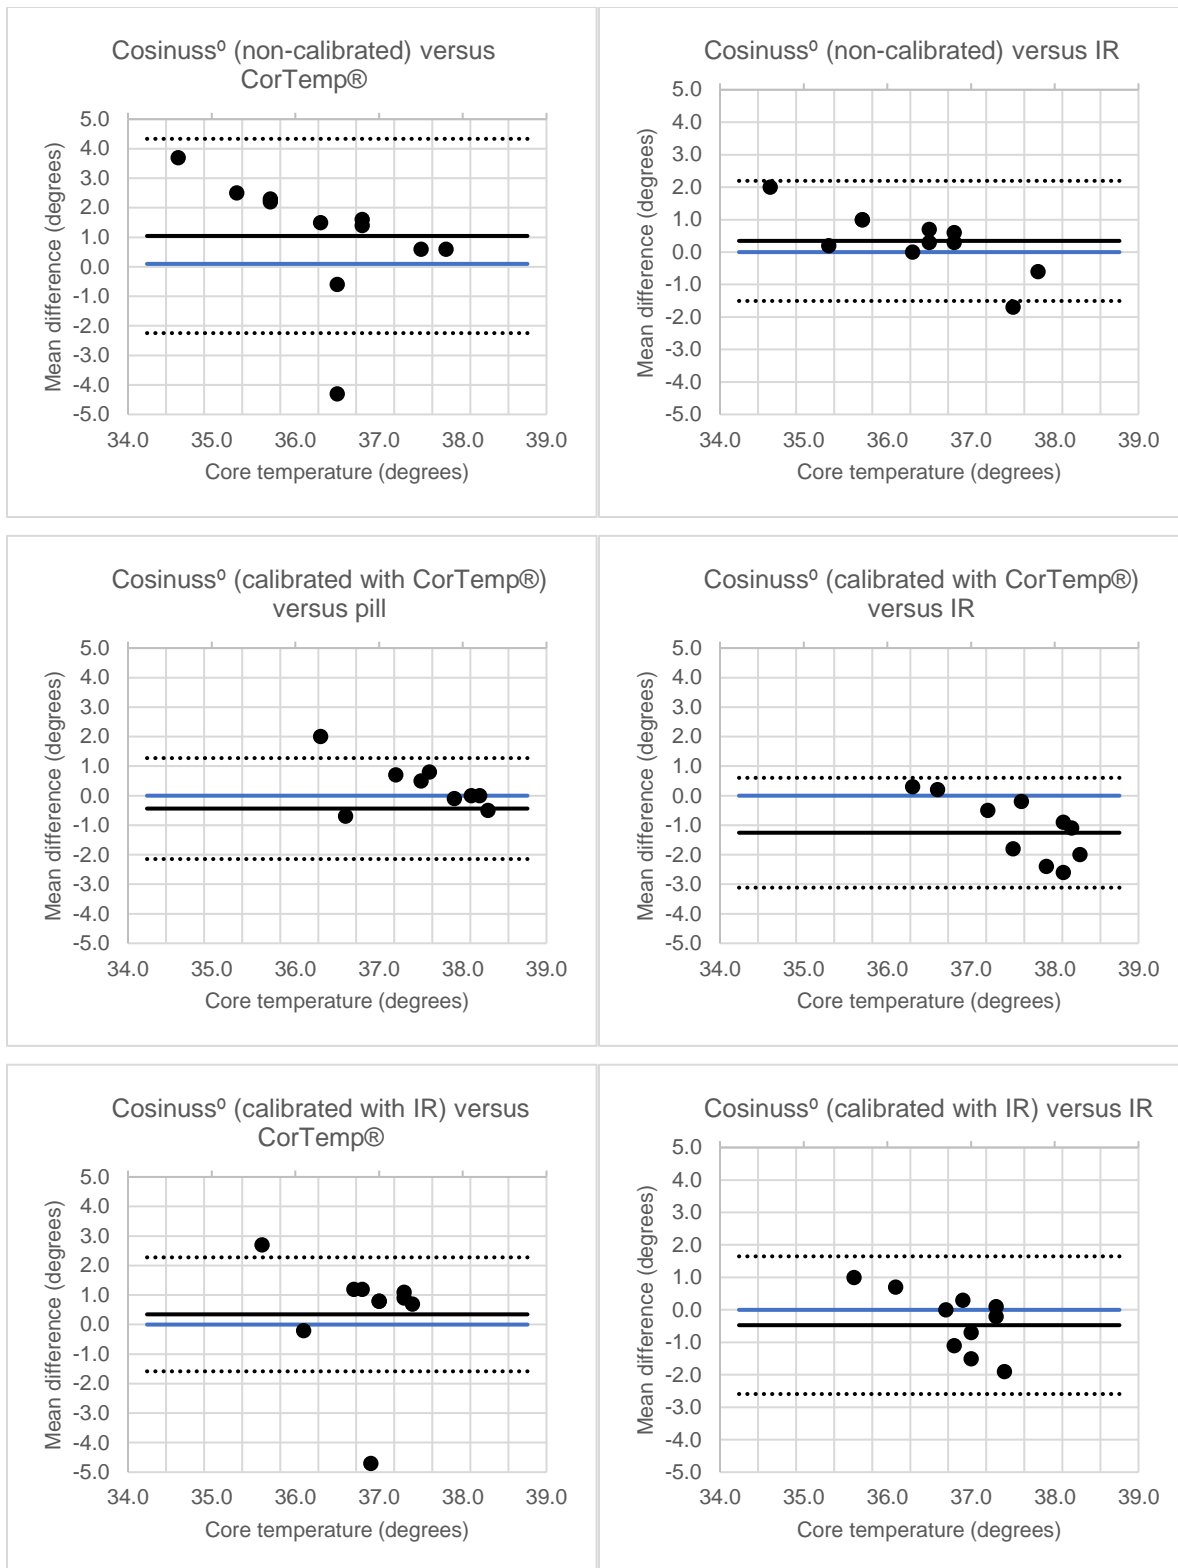 Cosinussº (non-calibrated) versus
CorTemp®
5.0
4.0
3.0
2.0
1.0
0.0
-1.0
-2.0
-3.0
-4.0
-5.0
34.0 35.0 36.0 37.0 38.0 39.0
Mean difference (degrees)
Core temperature (degrees)
Cosinussº (non-calibrated) versus IR
5.0
4.0
3.0
2.0
1.0
0.0
-1.0
-2.0
-3.0
-4.0
-5.0
34.0 35.0 36.0 37.0 38.0 39.0
Mean difference (degrees)
Core temperature (degrees)
Cosinussº (calibrated with CorTemp®)
versus pill
5.0
4.0
3.0
2.0
1.0
0.0
-1.0
-2.0
-3.0
-4.0
-5.0
34.0 35.0 36.0 37.0 38.0 39.0
Mean difference (degrees)
Core temperature (degrees)
Cosinussº (calibrated with CorTemp®)
versus IR
5.0
4.0
3.0
2.0
1.0
0.0
-1.0
-2.0
-3.0
-4.0
-5.0
34.0 35.0 36.0 37.0 38.0 39.0
Mean difference (degrees)
Core temperature (degrees)
Cosinussº (calibrated with IR) versus
CorTemp®
5.0
4.0
3.0
2.0
1.0
0.0
-1.0
-2.0
-3.0
-4.0
-5.0
34.0 35.0 36.0 37.0 38.0 39.0
Mean difference (degrees)
Core temperature (degrees)
Cosinussº (calibrated with IR) versus IR
5.0
4.0
3.0
2.0
1.0
0.0
-1.0
-2.0
-3.0
-4.0
-5.0
34.0 35.0 36.0 37.0 38.0 39.0
Mean difference (degrees)
Core temperature (degrees)